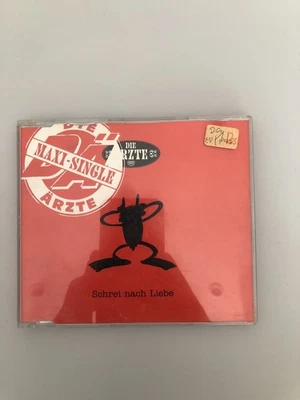 DIE
MAXI-SINGLE
ÄRZTE
DIE
ÄRZTE
Schrei nach Liebe